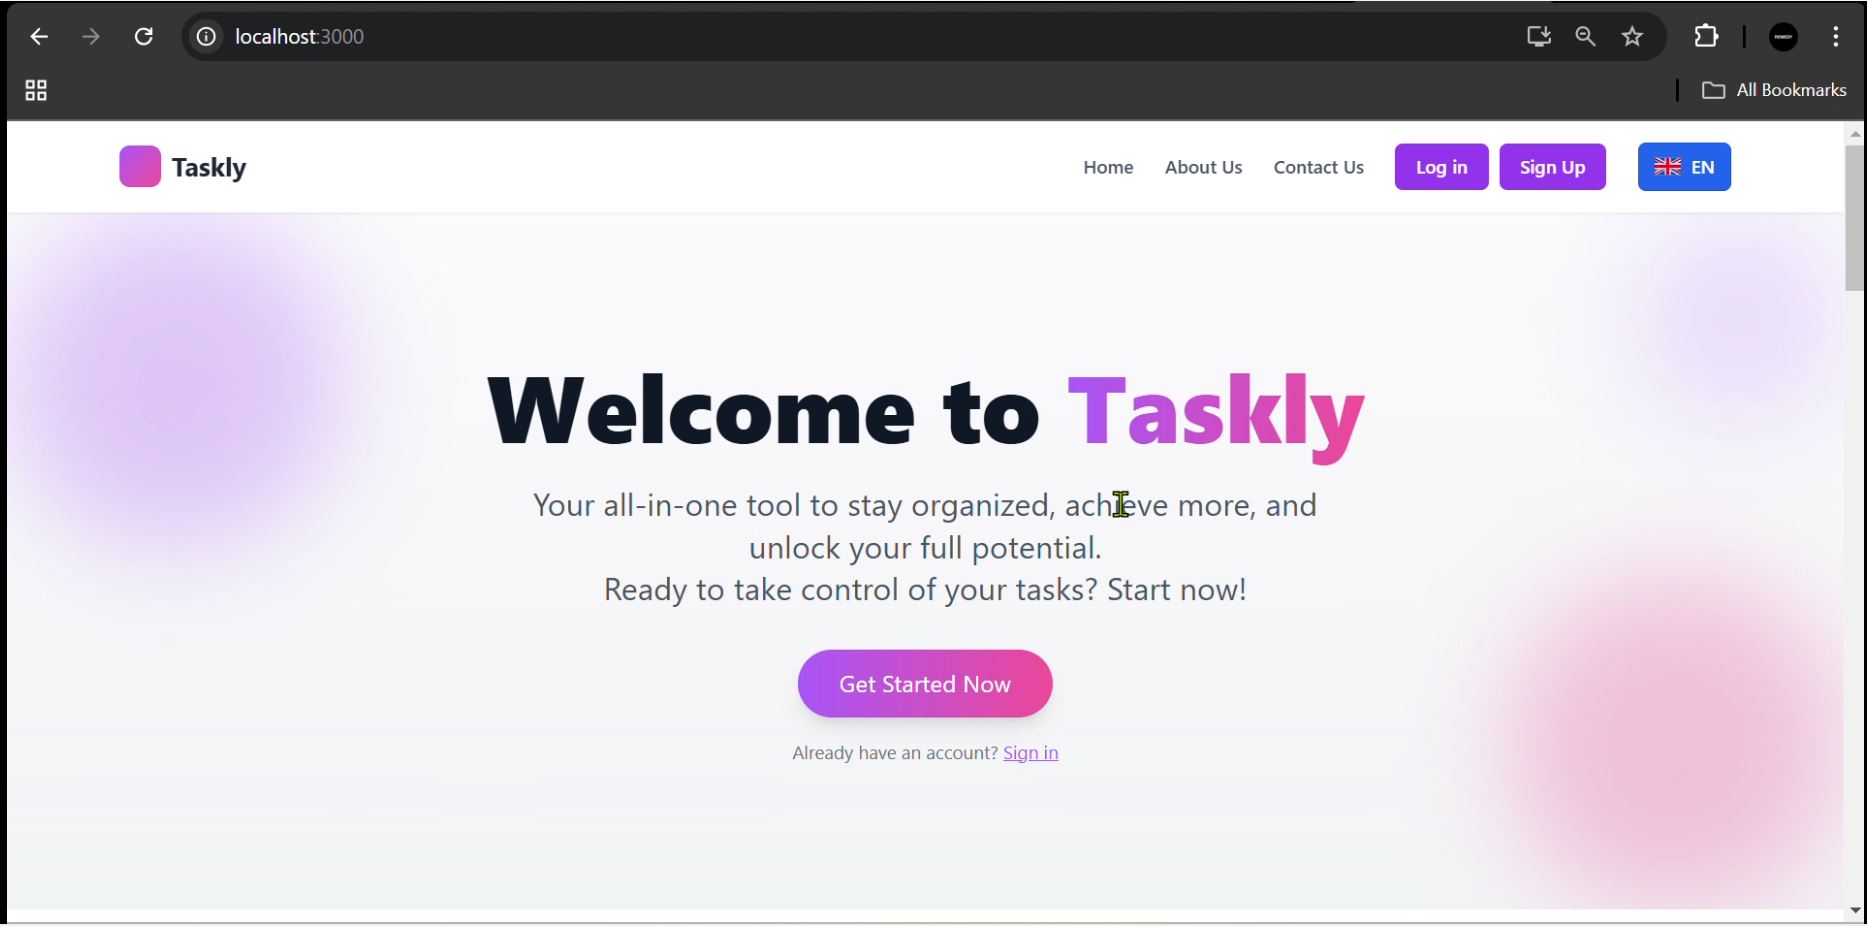 localhost:3000
All Bookmarks
Taskly
Home About Us Contact Us Log in Sign Up EN
Welcome to Taskly
Your all-in-one tool to stay organized, achieve more, and
unlock your full potential.
Ready to take control of your tasks? Start now!
Get Started Now
Already have an account? Sign in